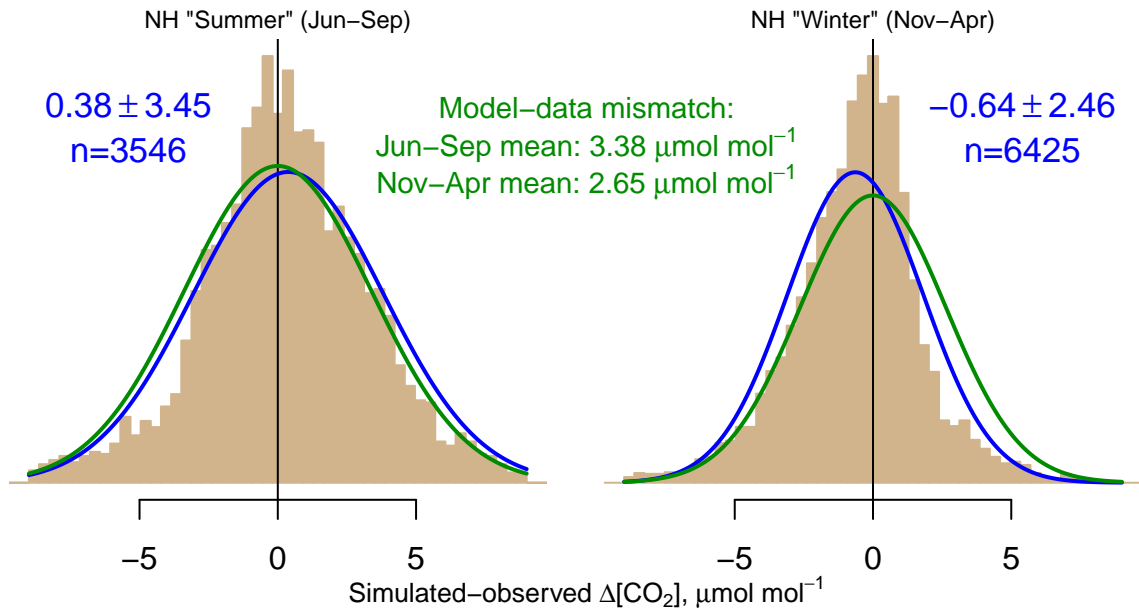 NH "Summer" (Jun−Sep)
0.38 ± 3.45
n=3546
Model−data mismatch:
Jun−Sep mean: 3.38 μmol mol⁻¹
Nov−Apr mean: 2.65 μmol mol⁻¹
NH "Winter" (Nov−Apr)
−0.64 ± 2.46
n=6425
−5 0 5
−5 0 5
Simulated−observed Δ[CO₂], μmol mol⁻¹